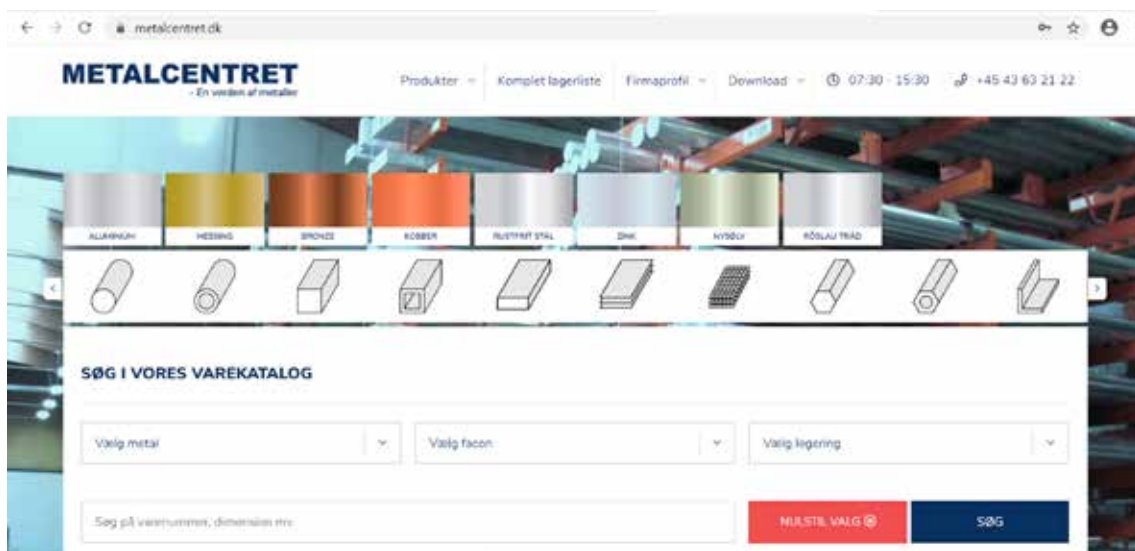 metalcentret.dk
METALCENTRET
- En verden af metaller
Produkter
Komplet lagerliste
Firmaprofil
Download
07:30 - 15:30
+45 43 63 21 22
ALUMINIUM
MESSING
BRONZE
KOBBER
RUSTFRIT STÅL
ZINK
NYSØLV
RÖSLAU TRÅD
SØG I VORES VAREKATALOG
Vælg metal
Vælg facon
Vælg legering
Søg på varenummer, dimension mv.
NULSTIL VALG
SØG